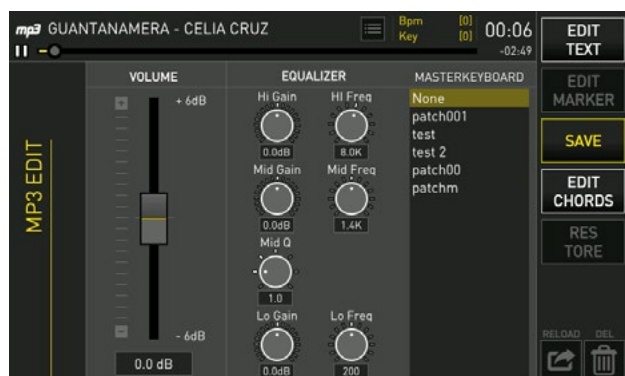 mp3 GUANTANAMERA - CELIA CRUZ
Bpm [0]
Key [0]
00:06
-02:49
MP3 EDIT
VOLUME
+ 6dB
- 6dB
0.0 dB
EQUALIZER
Hi Gain HI Freq
0.0dB 8.0K
Mid Gain Mid Freq
0.0dB 1.4K
Mid Q
1.0
Lo Gain Lo Freq
0.0dB 200
MASTERKEYBOARD
None
patch001
test
test 2
patch00
patchm
EDIT
TEXT
EDIT
MARKER
SAVE
EDIT
CHORDS
RES
TORE
RELOAD DEL